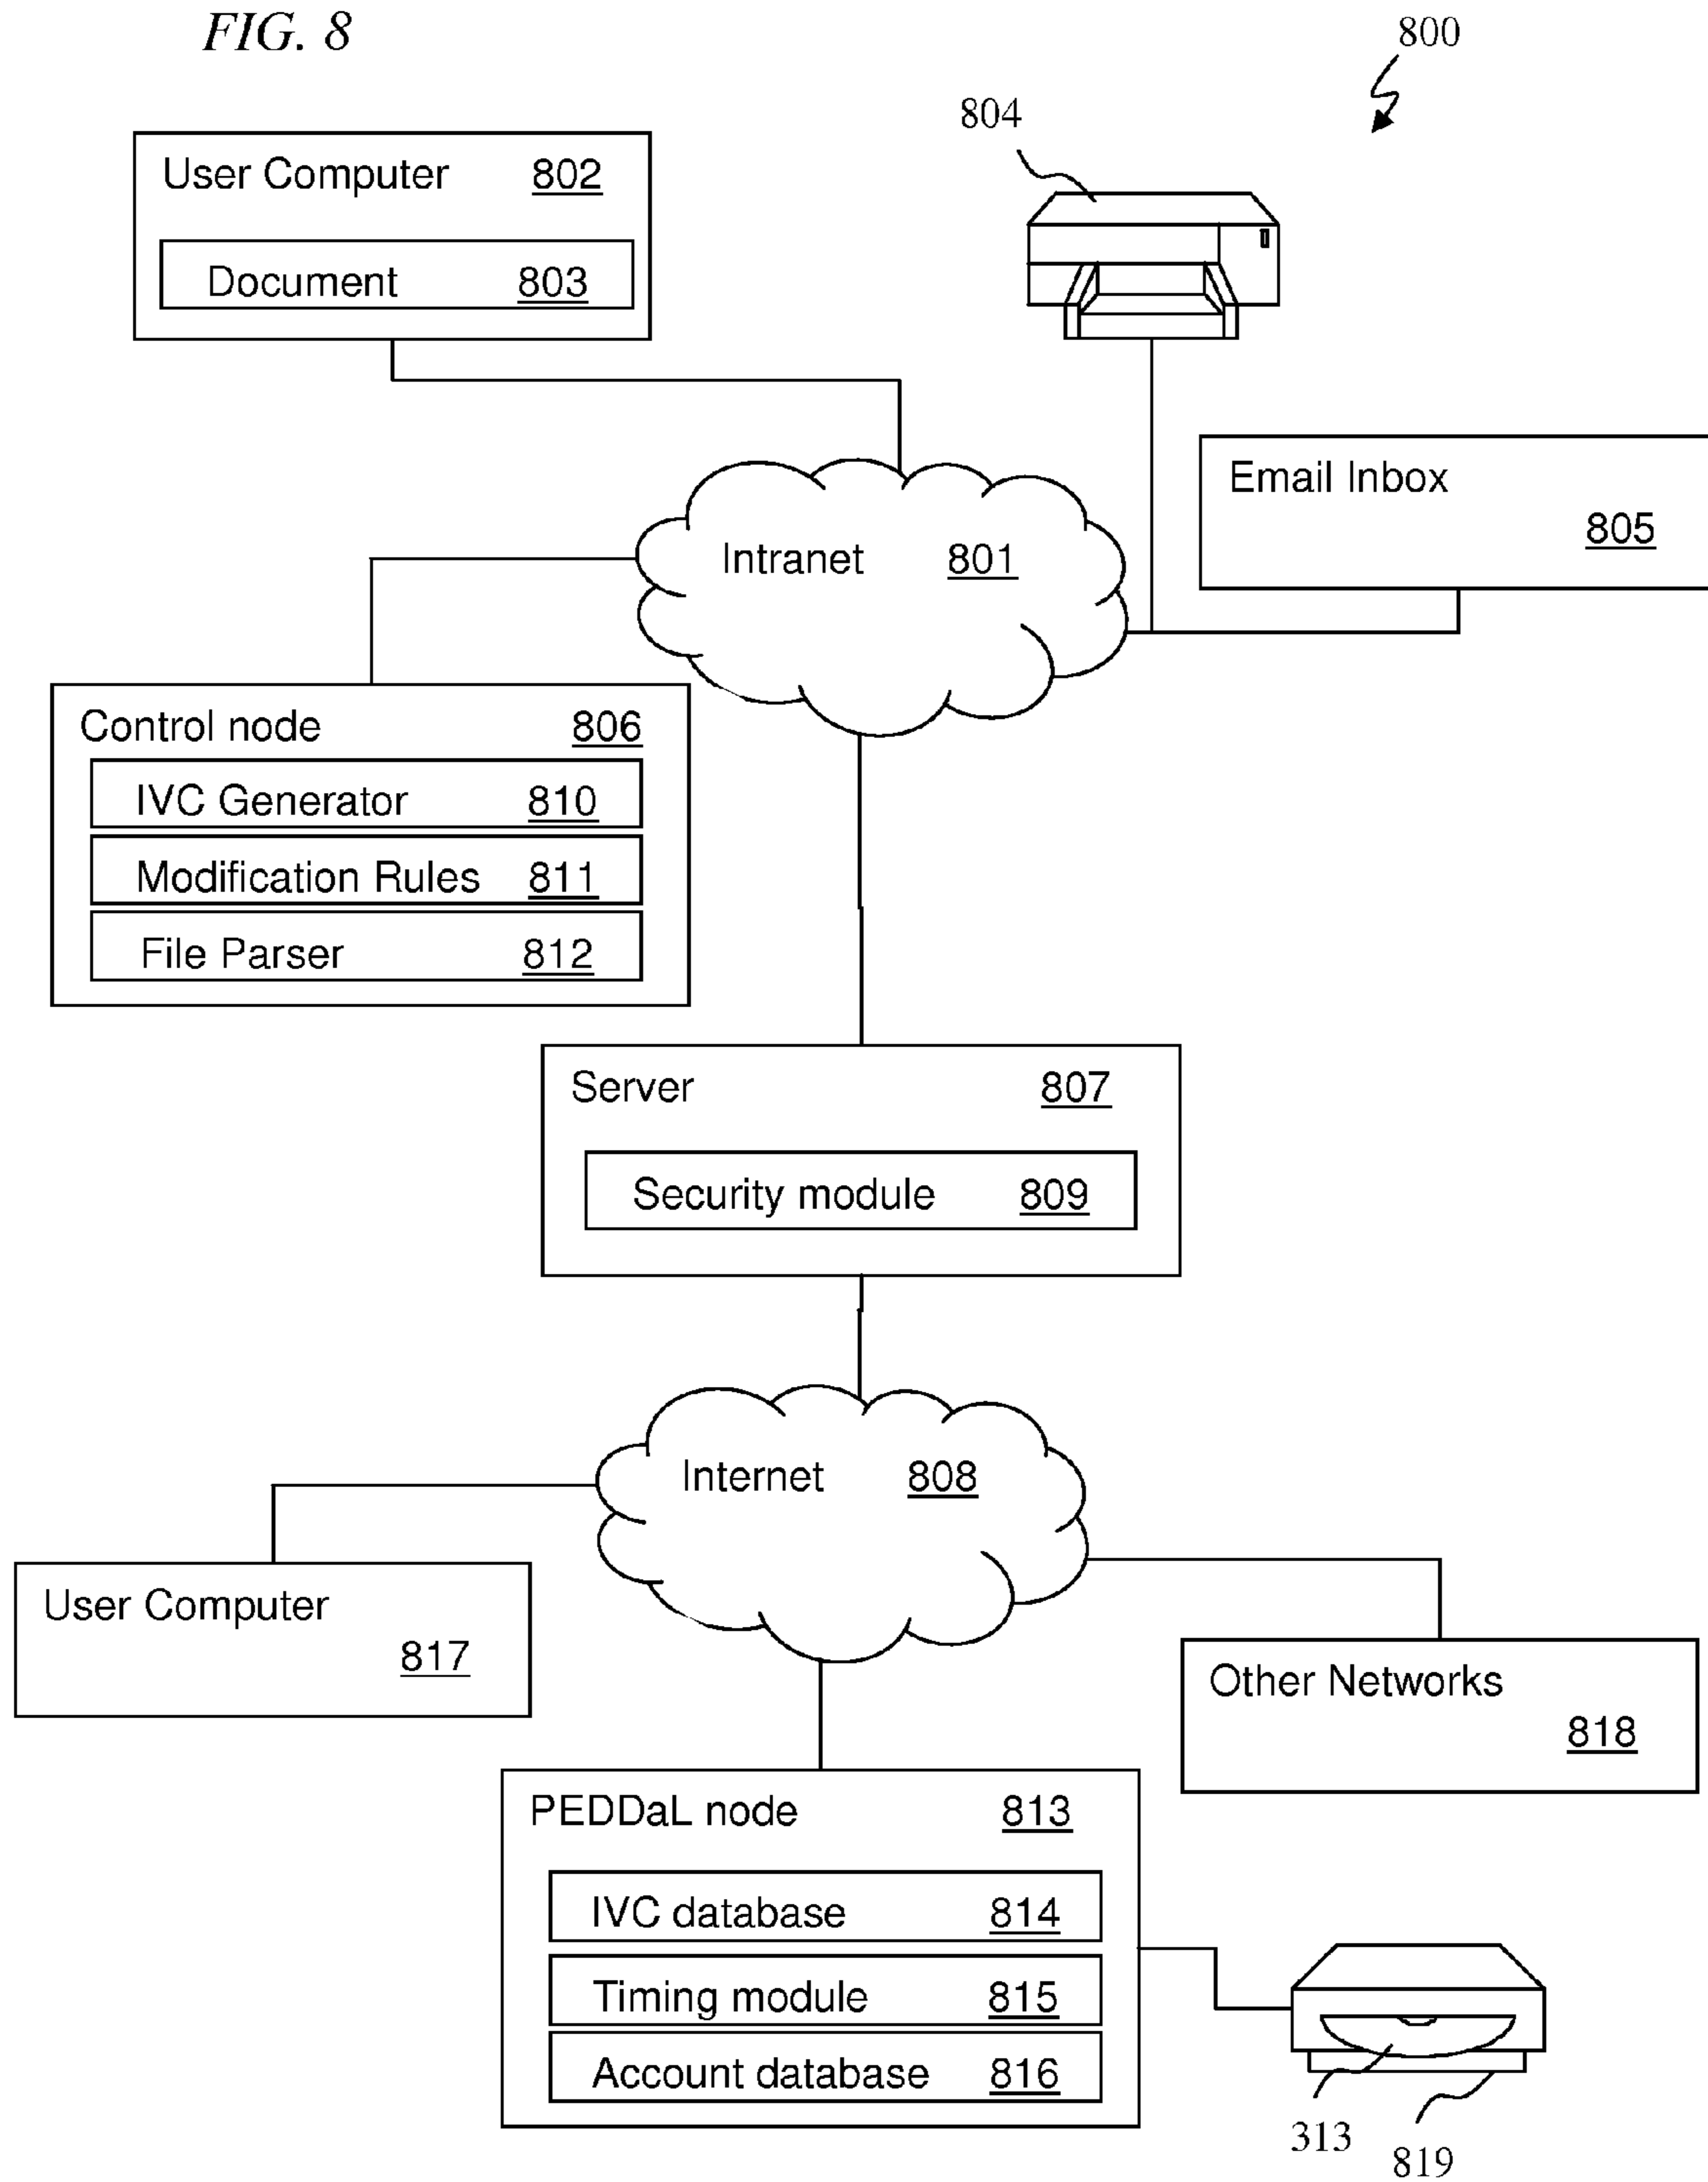 FIG. 8
800
804
User Computer 802
Document 803
Email Inbox
805
Intranet 801
Control node 806
IVC Generator 810
Modification Rules 811
File Parser 812
Server 807
Security module 809
Internet 808
User Computer
817
Other Networks
818
PEDDaL node 813
IVC database 814
Timing module 815
Account database 816
313
819